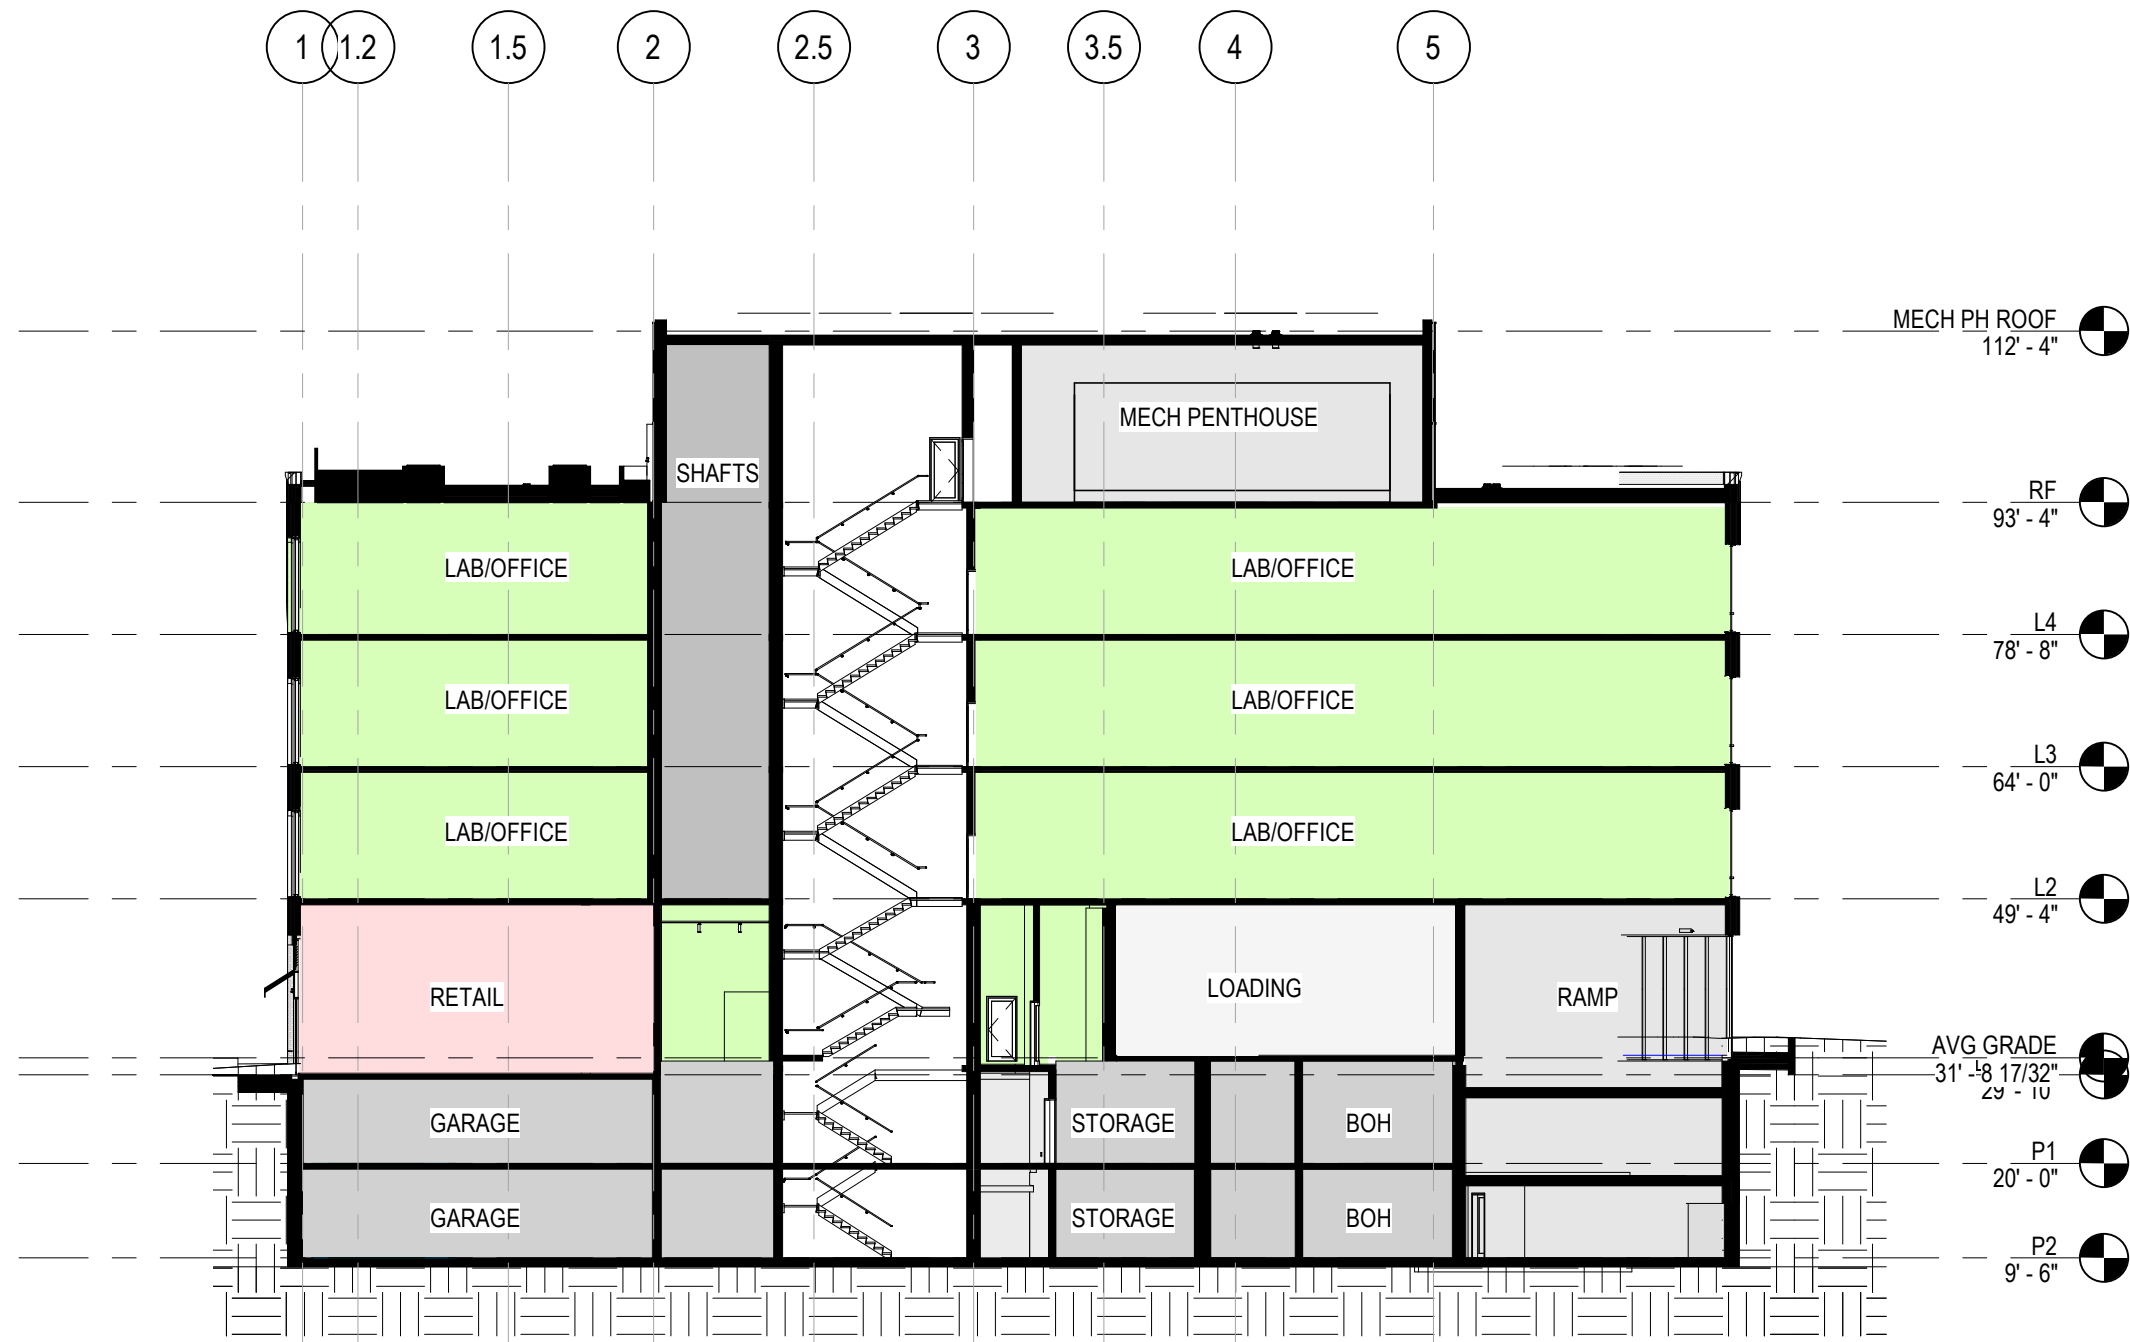 1
1.2
1.5
2
2.5
3
3.5
4
5
MECH PH ROOF
112' - 4"
MECH PENTHOUSE
SHAFTS
RF
93' - 4"
LAB/OFFICE
LAB/OFFICE
L4
78' - 8"
LAB/OFFICE
LAB/OFFICE
L3
64' - 0"
LAB/OFFICE
LAB/OFFICE
L2
49' - 4"
RETAIL
LOADING
RAMP
AVG GRADE
31' - 8 17/32"
29' - 10"
GARAGE
STORAGE
BOH
P1
20' - 0"
GARAGE
STORAGE
BOH
P2
9' - 6"